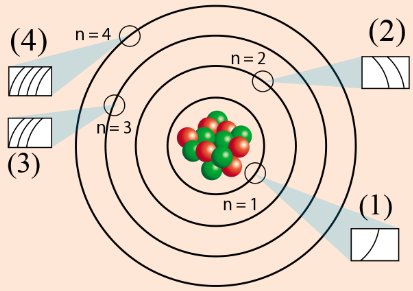 (4)
n = 4
n = 2
(2)
n = 3
(3)
n = 1
(1)